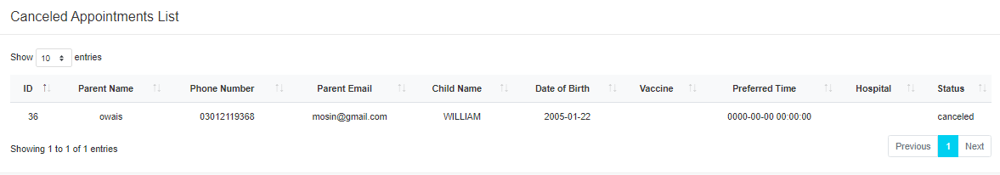 Canceled Appointments List
Show 10 entries
ID Parent Name Phone Number Parent Email Child Name Date of Birth Vaccine Preferred Time Hospital Status
36 owais 03012119368 mosin@gmail.com WILLIAM 2005-01-22 0000-00-00 00:00:00 canceled
Showing 1 to 1 of 1 entries
Previous 1 Next